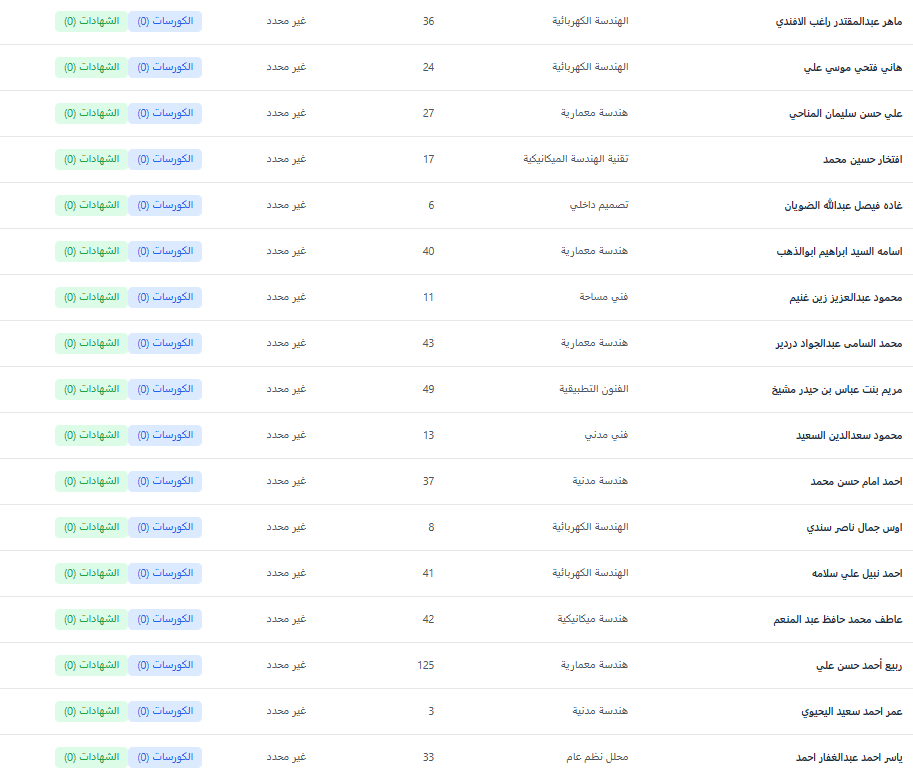 ماهر عبدالمقتدر راغب الافندي الهندسة الكهربائية 36 غير محدد الكورسات (0) الشهادات (0)
هاني فتحي موسي علي الهندسة الكهربائية 24 غير محدد الكورسات (0) الشهادات (0)
علي حسن سليمان المناحي هندسة معمارية 27 غير محدد الكورسات (0) الشهادات (0)
افتخار حسين محمد تقنية الهندسة الميكانيكية 17 غير محدد الكورسات (0) الشهادات (0)
غاده فيصل عبدالله الضويان تصميم داخلي 6 غير محدد الكورسات (0) الشهادات (0)
اسامه السيد ابراهيم ابوالذهب هندسة معمارية 40 غير محدد الكورسات (0) الشهادات (0)
محمود عبدالعزيز زين غنيم فني مساحة 11 غير محدد الكورسات (0) الشهادات (0)
محمد السامى عبدالجواد دردير هندسة معمارية 43 غير محدد الكورسات (0) الشهادات (0)
مريم بنت عباس بن حيدر مشيخ الفنون التطبيقية 49 غير محدد الكورسات (0) الشهادات (0)
محمود سعدالدين السعيد فني مدني 13 غير محدد الكورسات (0) الشهادات (0)
احمد امام حسن محمد هندسة مدنية 37 غير محدد الكورسات (0) الشهادات (0)
اوس جمال ناصر سندي الهندسة الكهربائية 8 غير محدد الكورسات (0) الشهادات (0)
احمد نبيل علي سلامه الهندسة الكهربائية 41 غير محدد الكورسات (0) الشهادات (0)
عاطف محمد حافظ عبد المنعم هندسة ميكانيكية 42 غير محدد الكورسات (0) الشهادات (0)
ربيع أحمد حسن علي هندسة معمارية 125 غير محدد الكورسات (0) الشهادات (0)
عمر احمد سعيد اليحيوي هندسة مدنية 3 غير محدد الكورسات (0) الشهادات (0)
ياسر احمد عبدالغفار احمد محلل نظم عام 33 غير محدد الكورسات (0) الشهادات (0)